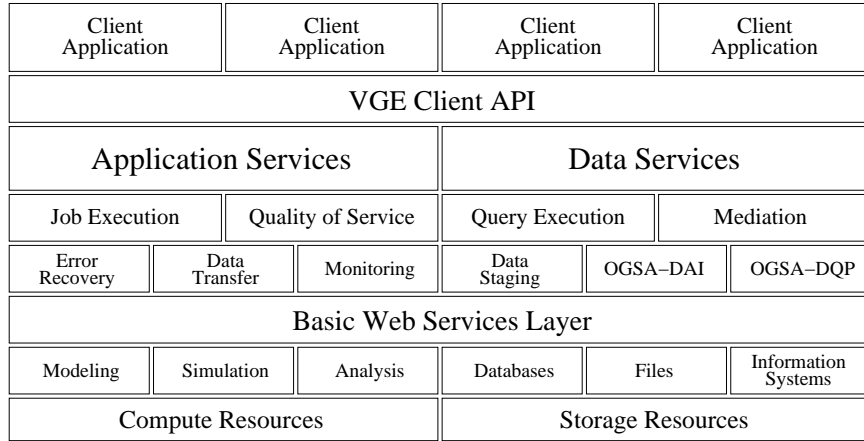 Client
Application
Client
Application
Client
Application
Client
Application
VGE Client API
Application Services
Data Services
Job Execution
Quality of Service
Query Execution
Mediation
Error
Recovery
Data
Transfer
Monitoring
Data
Staging
OGSA−DAI
OGSA−DQP
Basic Web Services Layer
Modeling
Simulation
Analysis
Databases
Files
Information
Systems
Compute Resources
Storage Resources